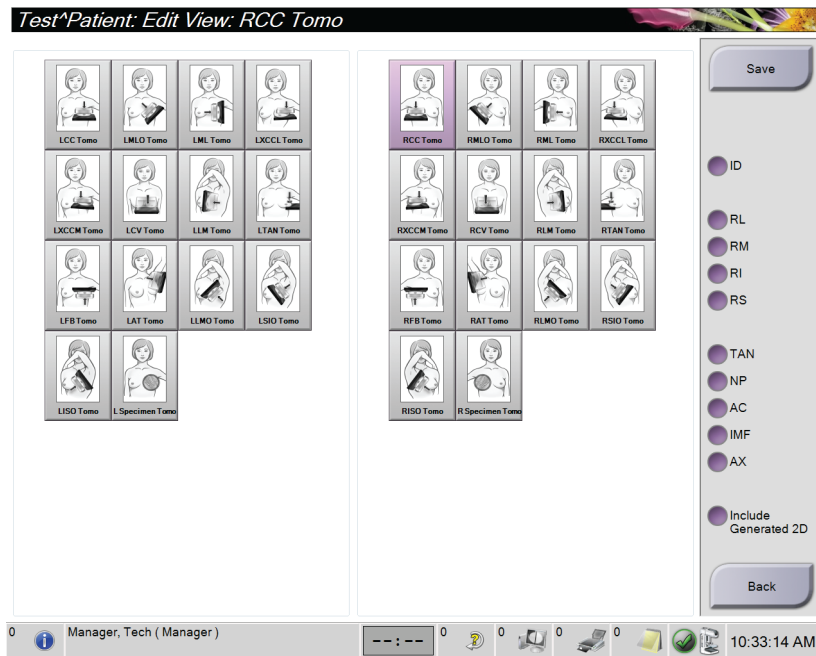 Test^Patient: Edit View: RCC Tomo
LCC Tomo
LMLO Tomo
LML Tomo
LXCCL Tomo
LXCCM Tomo
LCV Tomo
LLM Tomo
LTAN Tomo
LFB Tomo
LAT Tomo
LLMO Tomo
LSIO Tomo
LISO Tomo
L Specimen Tomo
RCC Tomo
RMLO Tomo
RML Tomo
RXCCL Tomo
RXCCM Tomo
RCV Tomo
RLM Tomo
RTAN Tomo
RFB Tomo
RAT Tomo
RLMO Tomo
RSIO Tomo
RISO Tomo
R Specimen Tomo
Save
ID
RL
RM
RI
RS
TAN
NP
AC
IMF
AX
Include
Generated 2D
Back
0
Manager, Tech ( Manager )
--:--
0
0
0
0
10:33:14 AM